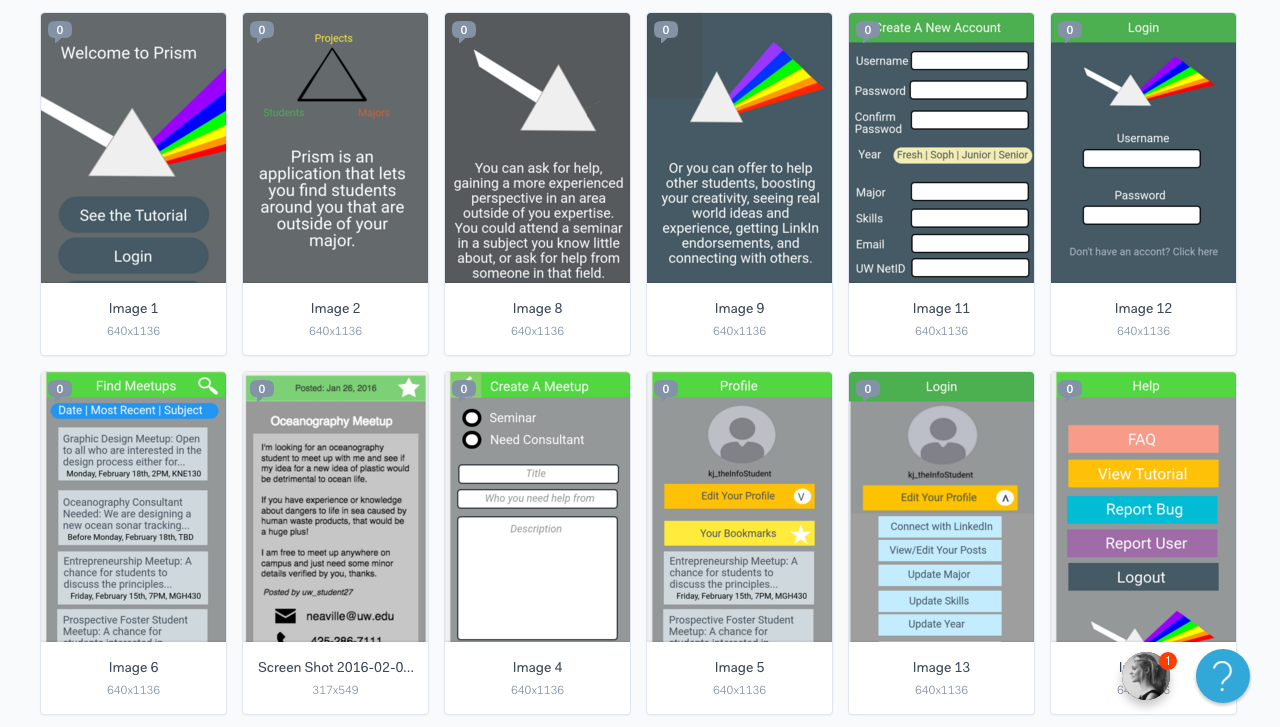 0
Welcome to Prism
See the Tutorial
Login
Image 1
640x1136
0
Projects
Students
Majors
Prism is an
application that lets
you find students
around you that are
outside of your
major.
Image 2
640x1136
0
You can ask for help,
gaining a more experienced
perspective in an area
outside of you expertise.
You could attend a seminar
in a subject you know little
about, or ask for help from
someone in that field.
Image 8
640x1136
0
Or you can offer to help
other students, boosting
your creativity, seeing real
world ideas and
experience, getting LinkIn
endorsements, and
connecting with others.
Image 9
640x1136
0
Create A New Account
Username
Password
Confirm
Passwod
Year
Fresh | Soph | Junior | Senior
Major
Skills
Email
UW NetID
Image 11
640x1136
0
Login
Username
Password
Don't have an accont? Click here
Image 12
640x1136
0
Find Meetups
Date | Most Recent | Subject
Graphic Design Meetup: Open
to all who are interested in the
design process either for...
Monday, February 18th, 2PM, KNE130
Oceanography Consultant
Needed: We are designing a
new ocean sonar tracking...
Before Monday, February 18th, TBD
Entrepreneurship Meetup: A
chance for students to
discuss the principles...
Friday, February 15th, 7PM, MGH430
Prospective Foster Student
Meetup: A chance for
students interested in
Image 6
640x1136
0
Posted: Jan 26, 2016
Oceanography Meetup
I'm looking for an oceanography
student to meet up with me and see if
my idea for a new idea of plastic would
be detrimental to ocean life.
If you have experience or knowledge
about dangers to life in sea caused by
human waste products, that would be
a huge plus!
I am free to meet up anywhere on
campus and just need some minor
details verified by you, thanks.
Posted by uw_student27
neaville@uw.edu
425-286-7111
Screen Shot 2016-02-0...
317x549
0
Create A Meetup
Seminar
Need Consultant
Title
Who you need help from
Description
Image 4
640x1136
0
Profile
kj_theInfoStudent
Edit Your Profile V
Your Bookmarks
Entrepreneurship Meetup: A
chance for students to
discuss the principles...
Friday, February 15th, 7PM, MGH430
Prospective Foster Student
Meetup: A chance for
students interested in
Image 5
640x1136
0
Login
kj_theInfoStudent
Edit Your Profile
Connect with LinkedIn
View/Edit Your Posts
Update Major
Update Skills
Update Year
Image 13
640x1136
0
Help
FAQ
View Tutorial
Report Bug
Report User
Logout
1
?